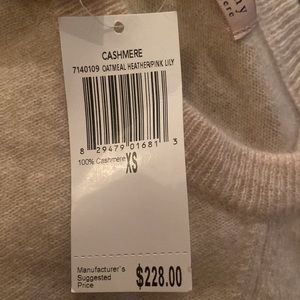 CASHMERE
7140109 OATMEAL HEATHER/PINK LILY
8 29479 01681 3
100% Cashmere
XS
Manufacturer's
Suggested
Price
$228.00